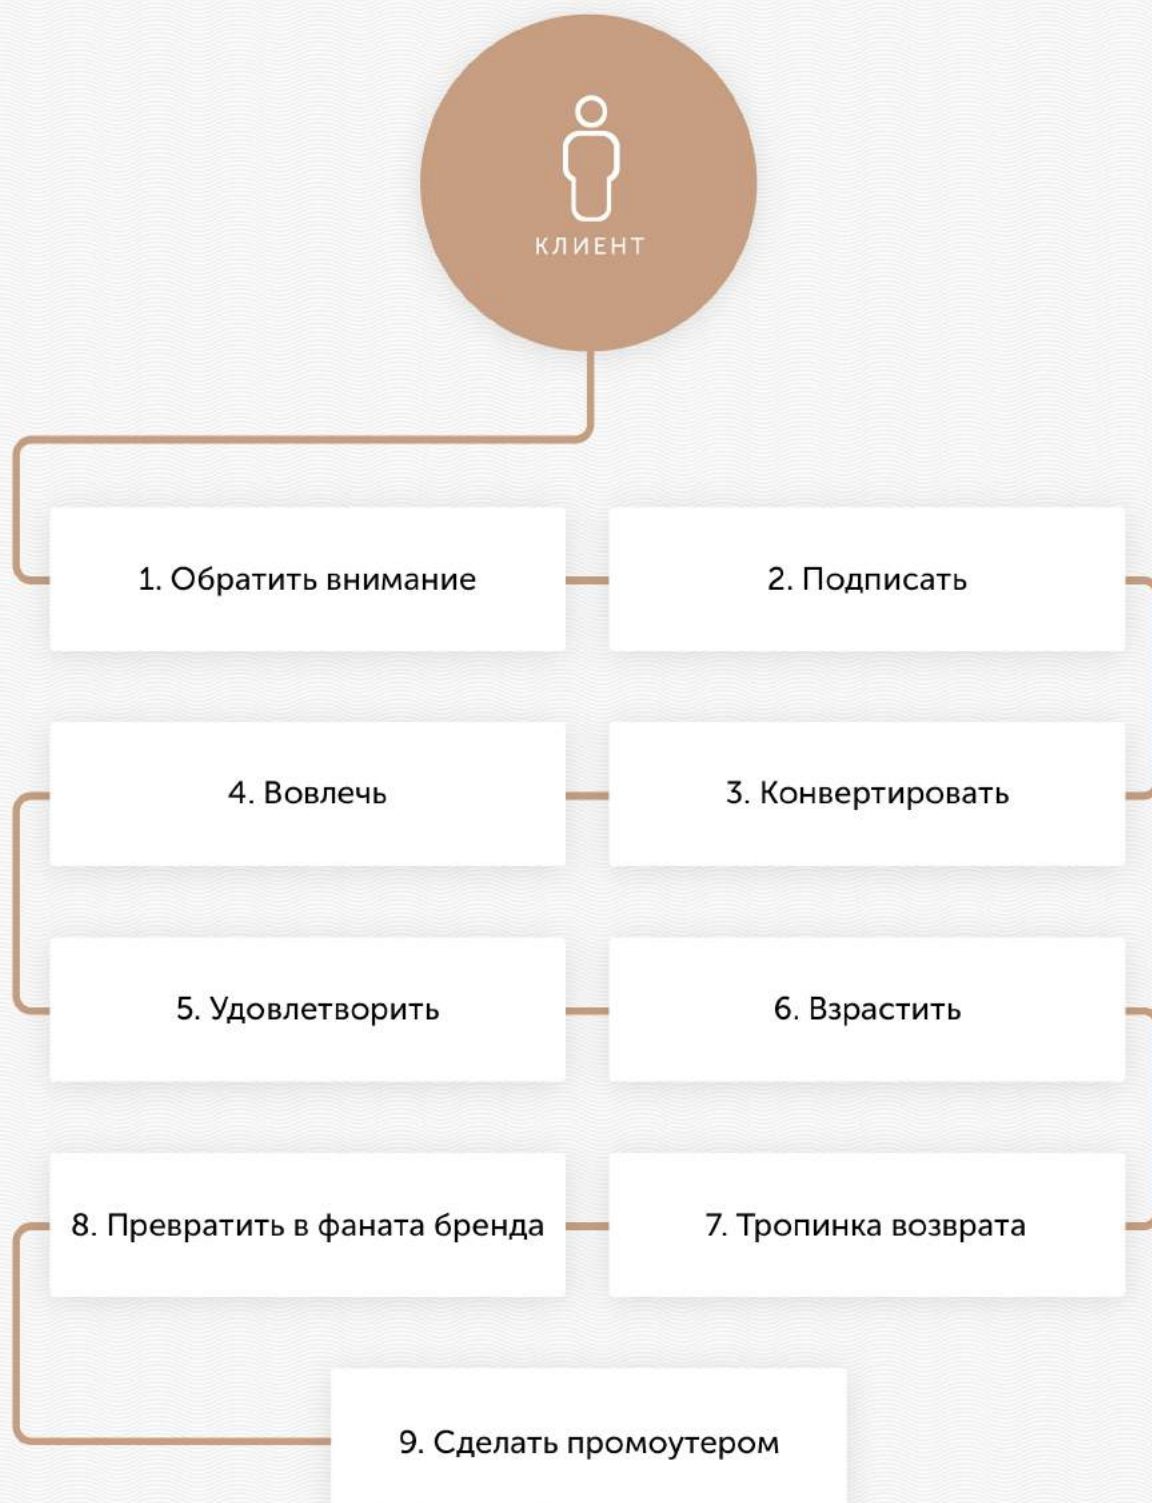 КЛИЕНТ
1. Обратить внимание
2. Подписать
3. Конвертировать
4. Вовлечь
5. Удовлетворить
6. Взрастить
7. Тропинка возврата
8. Превратить в фаната бренда
9. Сделать промоутером